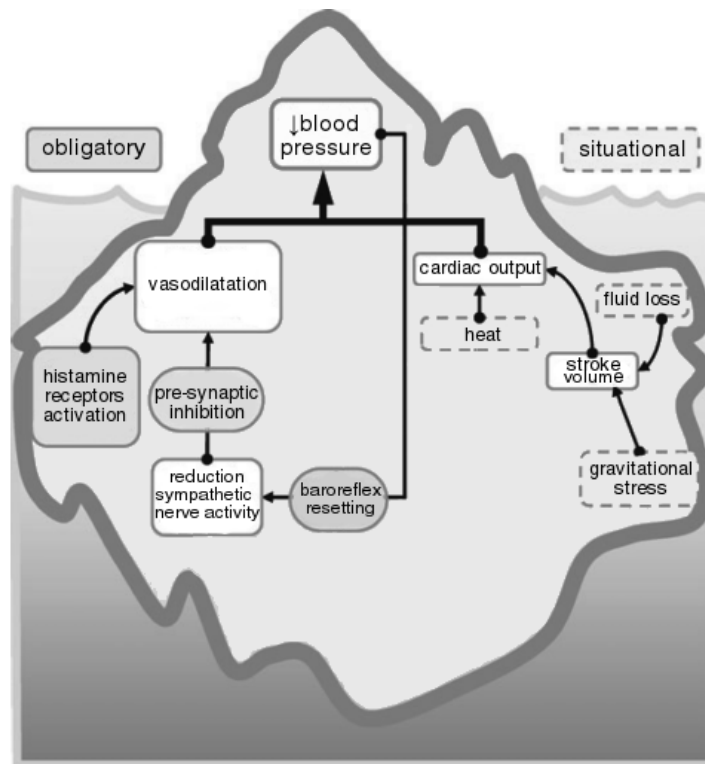 ↓blood
pressure
obligatory
situational
vasodilatation
cardiac output
fluid loss
heat
stroke
volume
histamine
receptors
activation
pre-synaptic
inhibition
reduction
sympathetic
nerve activity
baroreflex
resetting
gravitational
stress